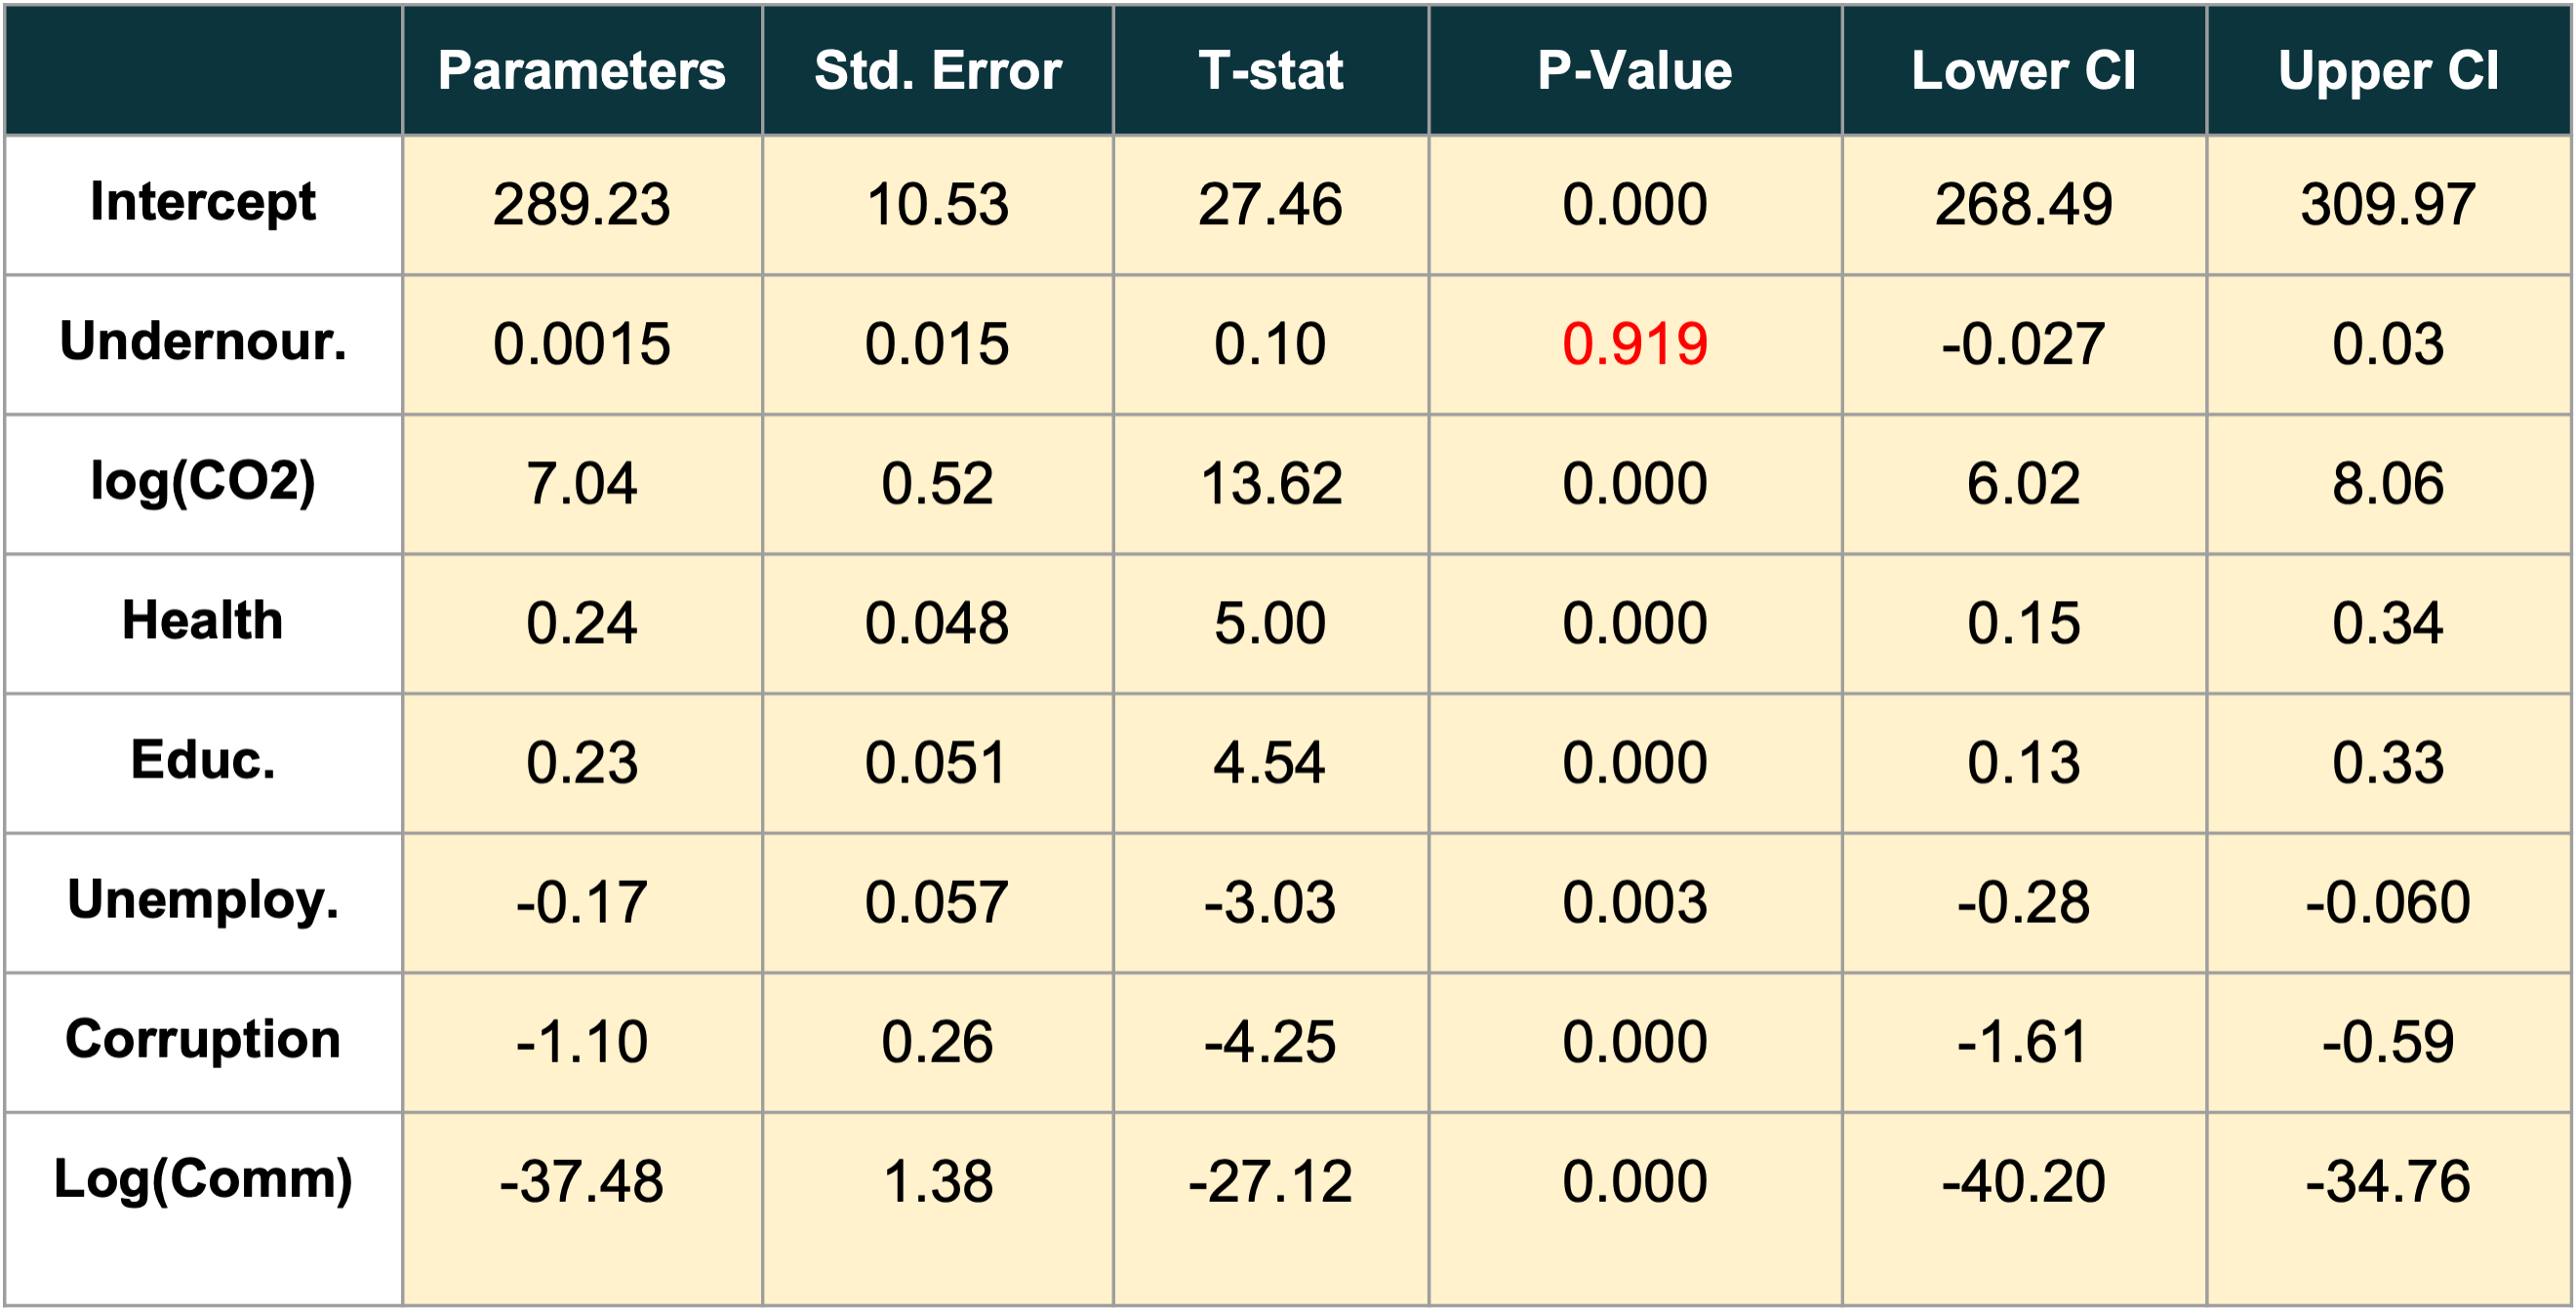 Parameters Std. Error T-stat P-Value Lower CI Upper CI
Intercept 289.23 10.53 27.46 0.000 268.49 309.97
Undernour. 0.0015 0.015 0.10 0.919 -0.027 0.03
log(CO2) 7.04 0.52 13.62 0.000 6.02 8.06
Health 0.24 0.048 5.00 0.000 0.15 0.34
Educ. 0.23 0.051 4.54 0.000 0.13 0.33
Unemploy. -0.17 0.057 -3.03 0.003 -0.28 -0.060
Corruption -1.10 0.26 -4.25 0.000 -1.61 -0.59
Log(Comm) -37.48 1.38 -27.12 0.000 -40.20 -34.76